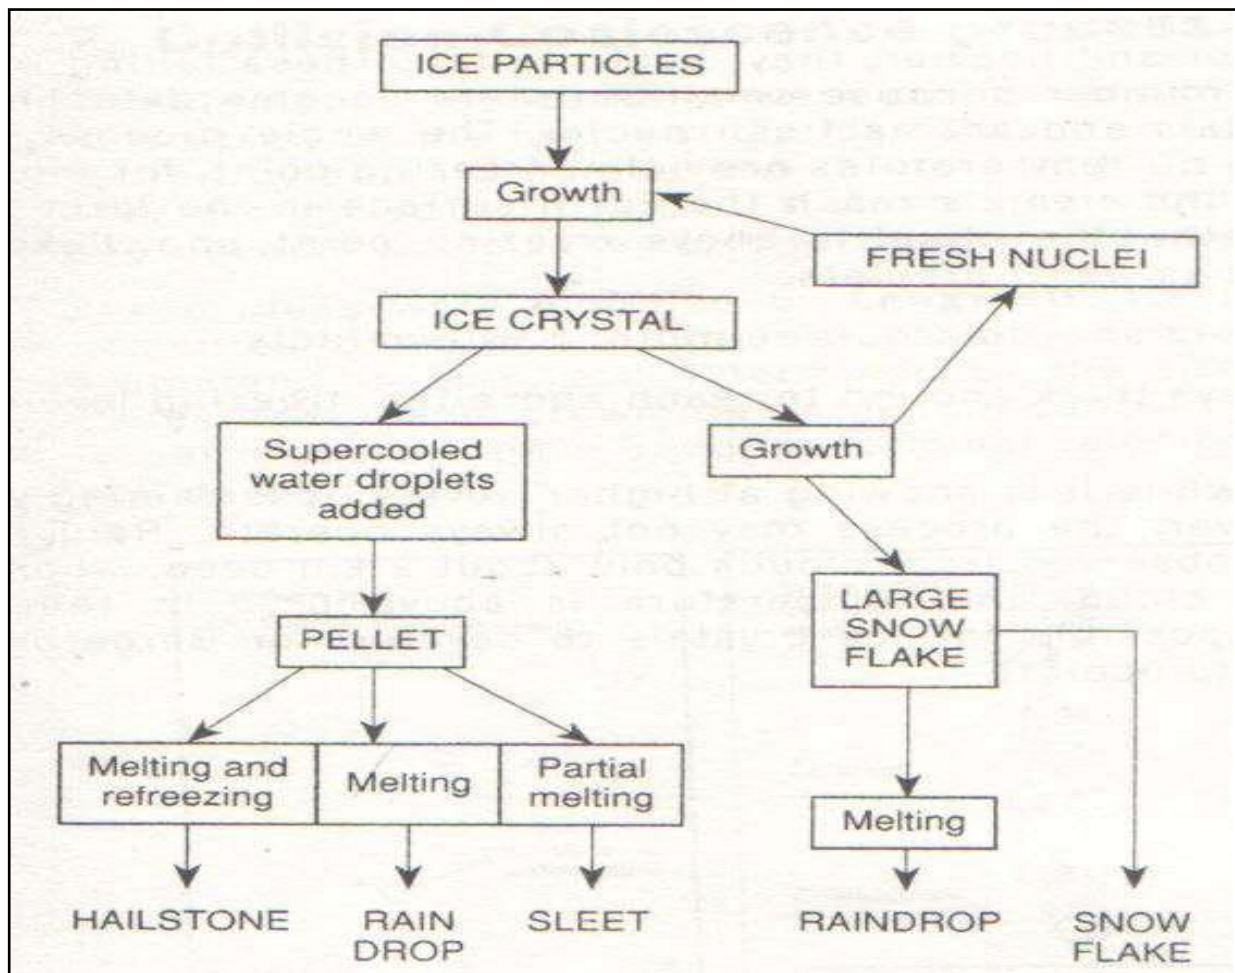 ICE PARTICLES
Growth
FRESH NUCLEI
ICE CRYSTAL
Supercooled
water droplets
added
Growth
PELLET
LARGE
SNOW
FLAKE
Melting and
refreezing
Melting
Partial
melting
Melting
HAILSTONE
RAIN
DROP
SLEET
RAINDROP
SNOW
FLAKE